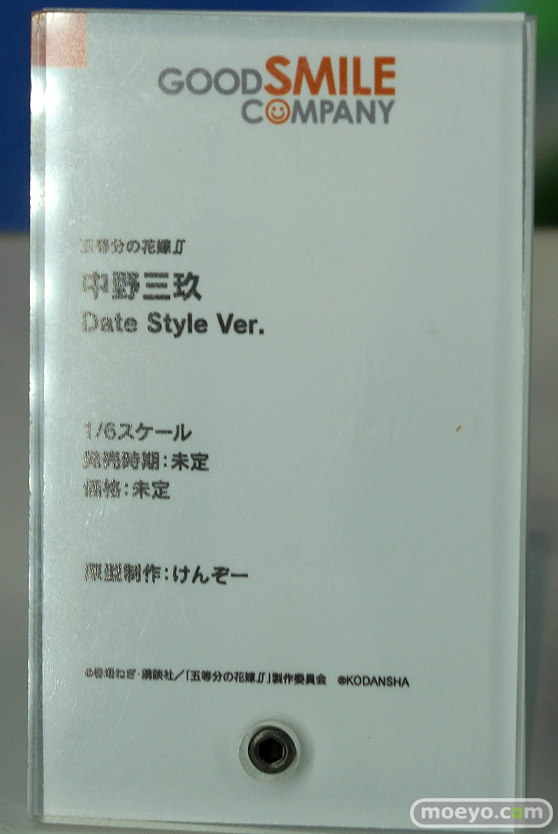 GOODSMILE
COMPANY
五等分の花嫁∬
中野三玖
Date Style Ver.
1/6スケール
発売時期：未定
価格：未定
原型制作：けんぞー
©春場ねぎ・講談社／「五等分の花嫁∬」製作委員会 ®KODANSHA
moeyo.com